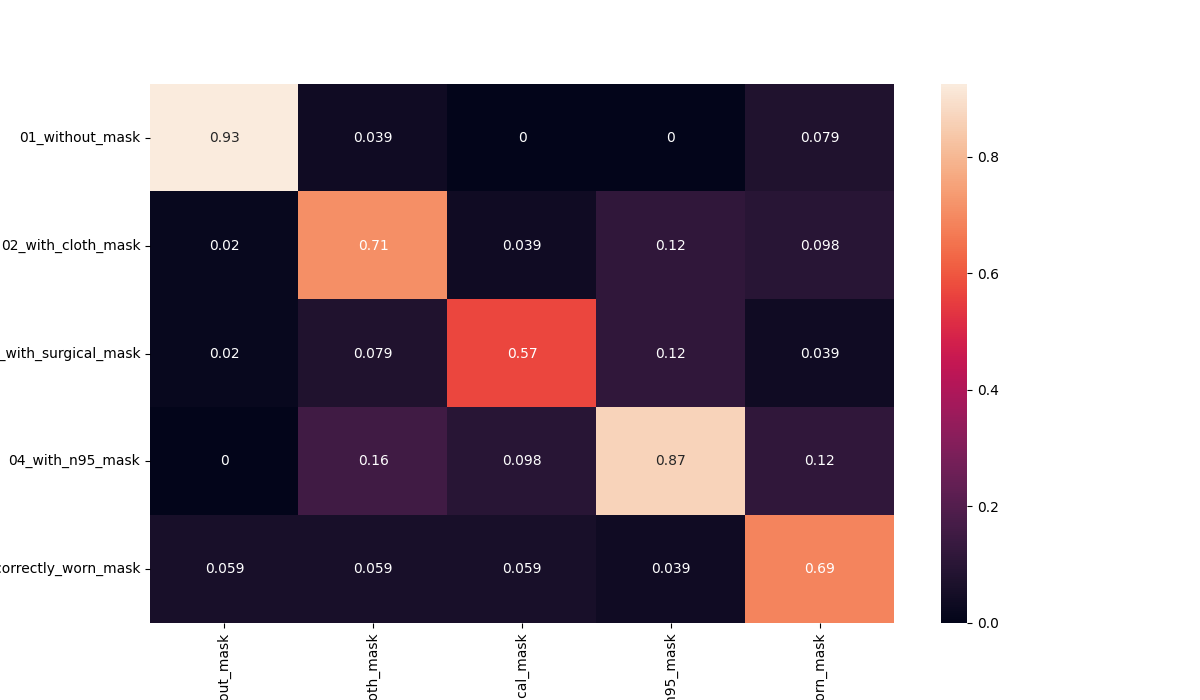 01_without_mask 0.93 0.039 0 0 0.079
02_with_cloth_mask 0.02 0.71 0.039 0.12 0.098
_with_surgical_mask 0.02 0.079 0.57 0.12 0.039
04_with_n95_mask 0 0.16 0.098 0.87 0.12
correctly_worn_mask 0.059 0.059 0.059 0.039 0.69
out_mask
oth_mask
cal_mask
n95_mask
orn_mask
0.8
0.6
0.4
0.2
0.0